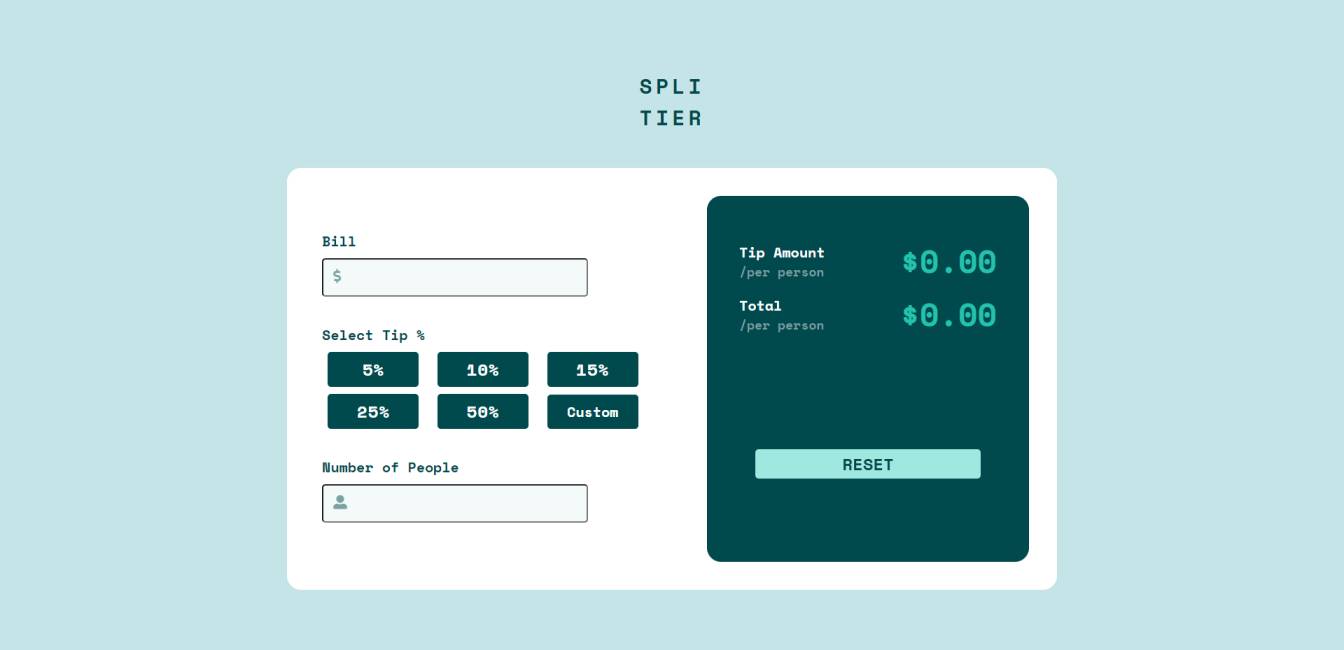 SPLI
TIER
Bill
$
Select Tip %
5% 10% 15%
25% 50% Custom
Number of People
Tip Amount
/per person
$0.00
Total
/per person
$0.00
RESET